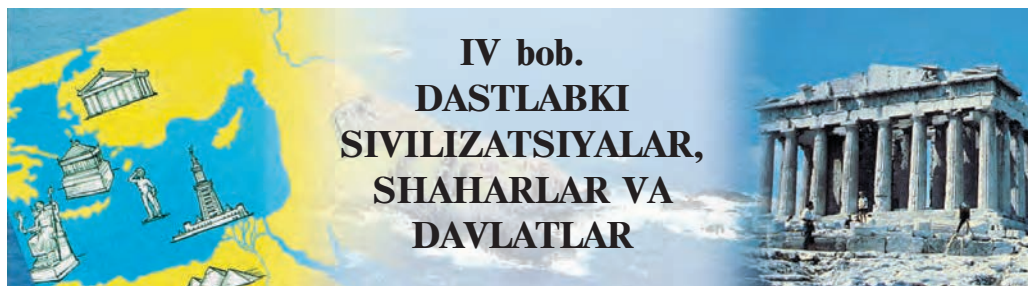 IV bob.
DASTLABKI
SIVILIZATSIYALAR,
SHAHARLAR VA
DAVLATLAR